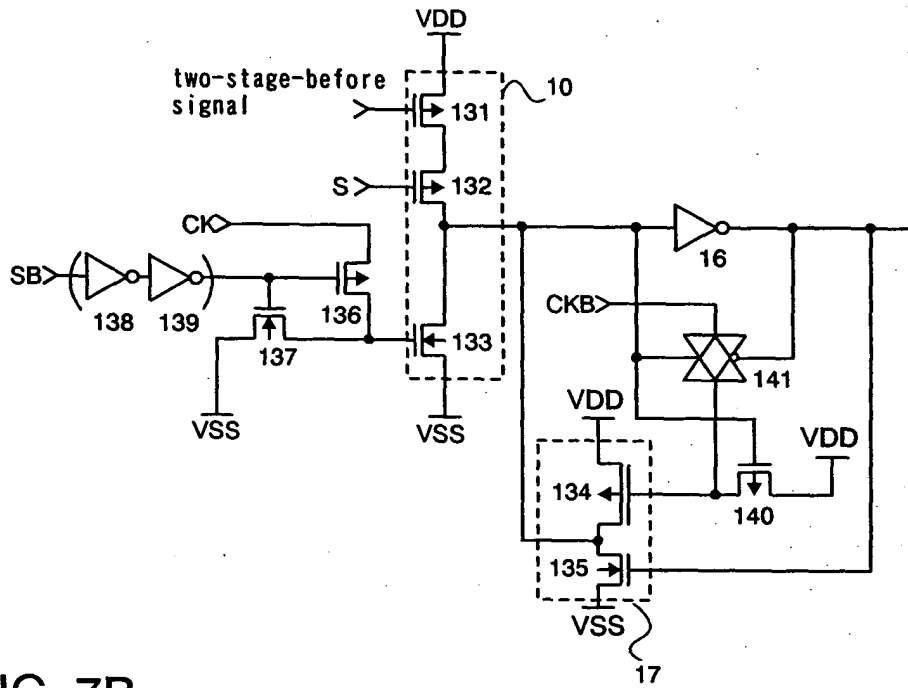 VDD
10
two-stage-before
signal
131
S
132
CK
SB
138
139
136
137
133
VSS
VSS
16
CKB
141
VDD
VDD
134
140
135
VSS
17